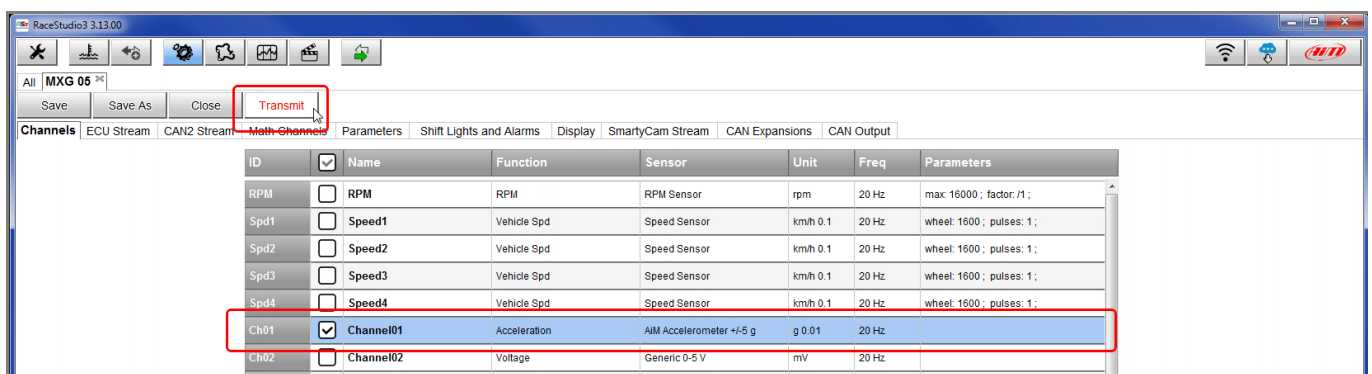 RaceStudio3 3.13.00
AiM
All MXG 05
Save Save As Close Transmit
Channels ECU Stream CAN2 Stream Math Channels Parameters Shift Lights and Alarms Display SmartyCam Stream CAN Expansions CAN Output
ID Name Function Sensor Unit Freq Parameters
RPM RPM RPM RPM Sensor rpm 20 Hz max: 16000 ; factor: /1 ;
Spd1 Speed1 Vehicle Spd Speed Sensor km/h 0.1 20 Hz wheel: 1600 ; pulses: 1 ;
Spd2 Speed2 Vehicle Spd Speed Sensor km/h 0.1 20 Hz wheel: 1600 ; pulses: 1 ;
Spd3 Speed3 Vehicle Spd Speed Sensor km/h 0.1 20 Hz wheel: 1600 ; pulses: 1 ;
Spd4 Speed4 Vehicle Spd Speed Sensor km/h 0.1 20 Hz wheel: 1600 ; pulses: 1 ;
Ch01 Channel01 Acceleration AiM Accelerometer +/-5 g g 0.01 20 Hz
Ch02 Channel02 Voltage Generic 0-5 V mV 20 Hz